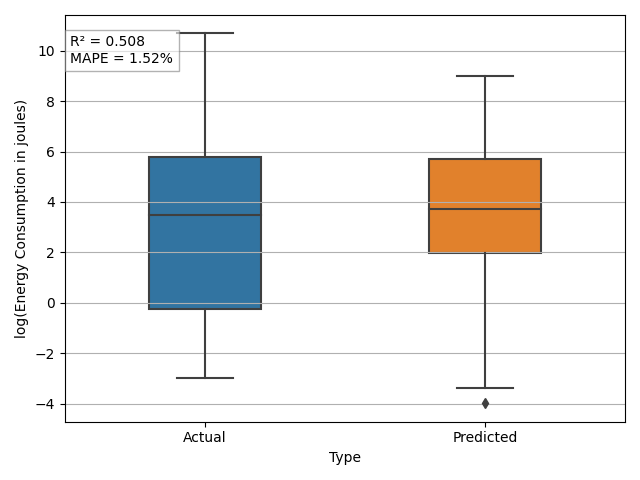 R² = 0.508
MAPE = 1.52%
log(Energy Consumption in joules)
10
8
6
4
2
0
−2
−4
Actual
Predicted
Type